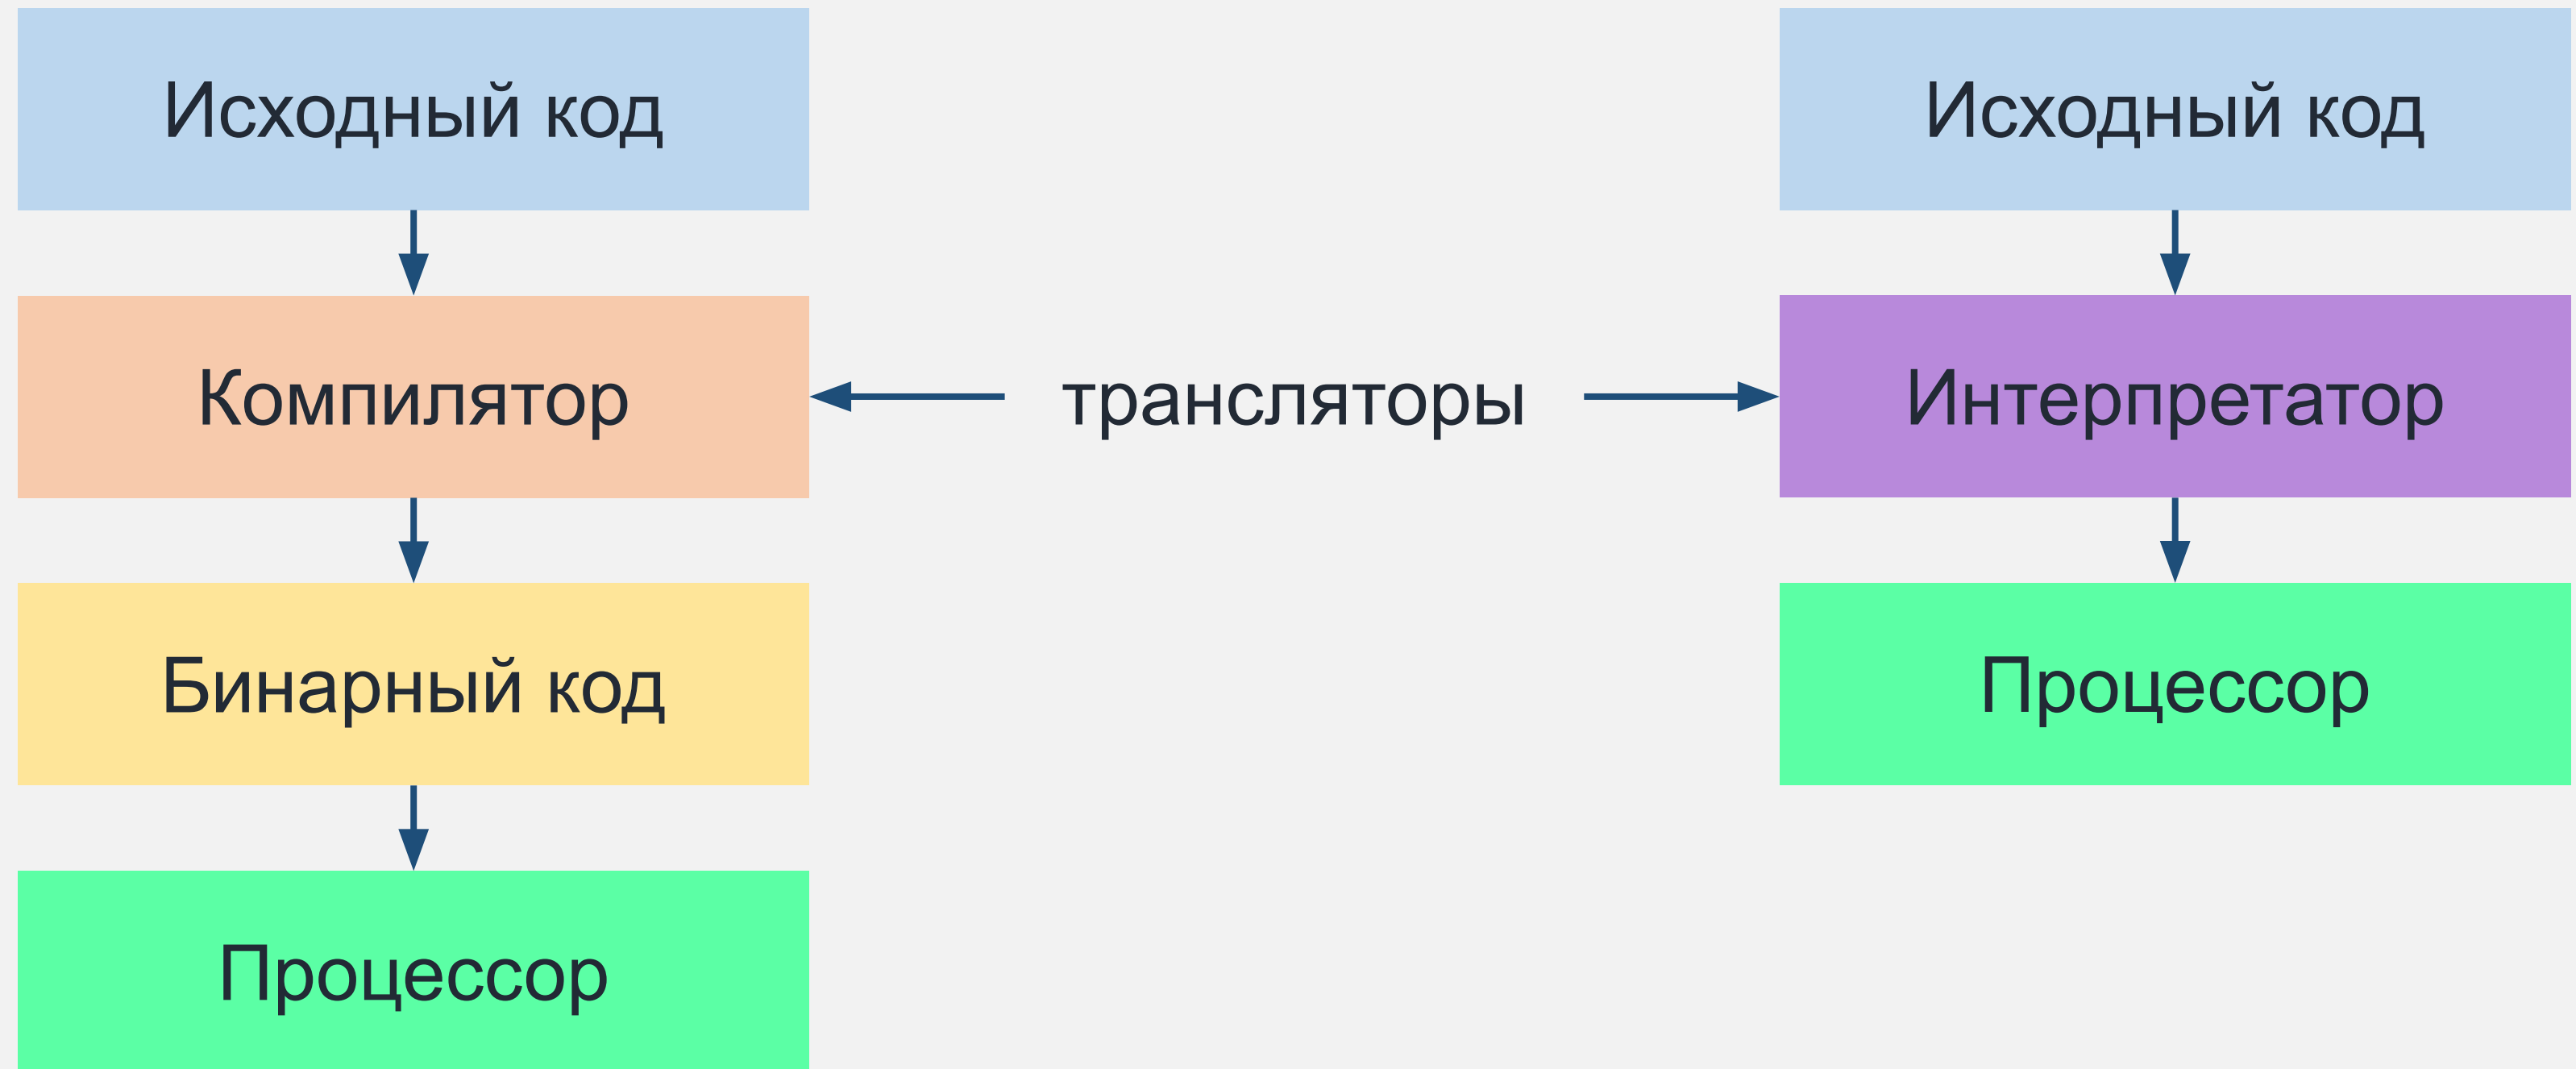 Исходный код
Исходный код
Компилятор
трансляторы
Интерпретатор
Бинарный код
Процессор
Процессор